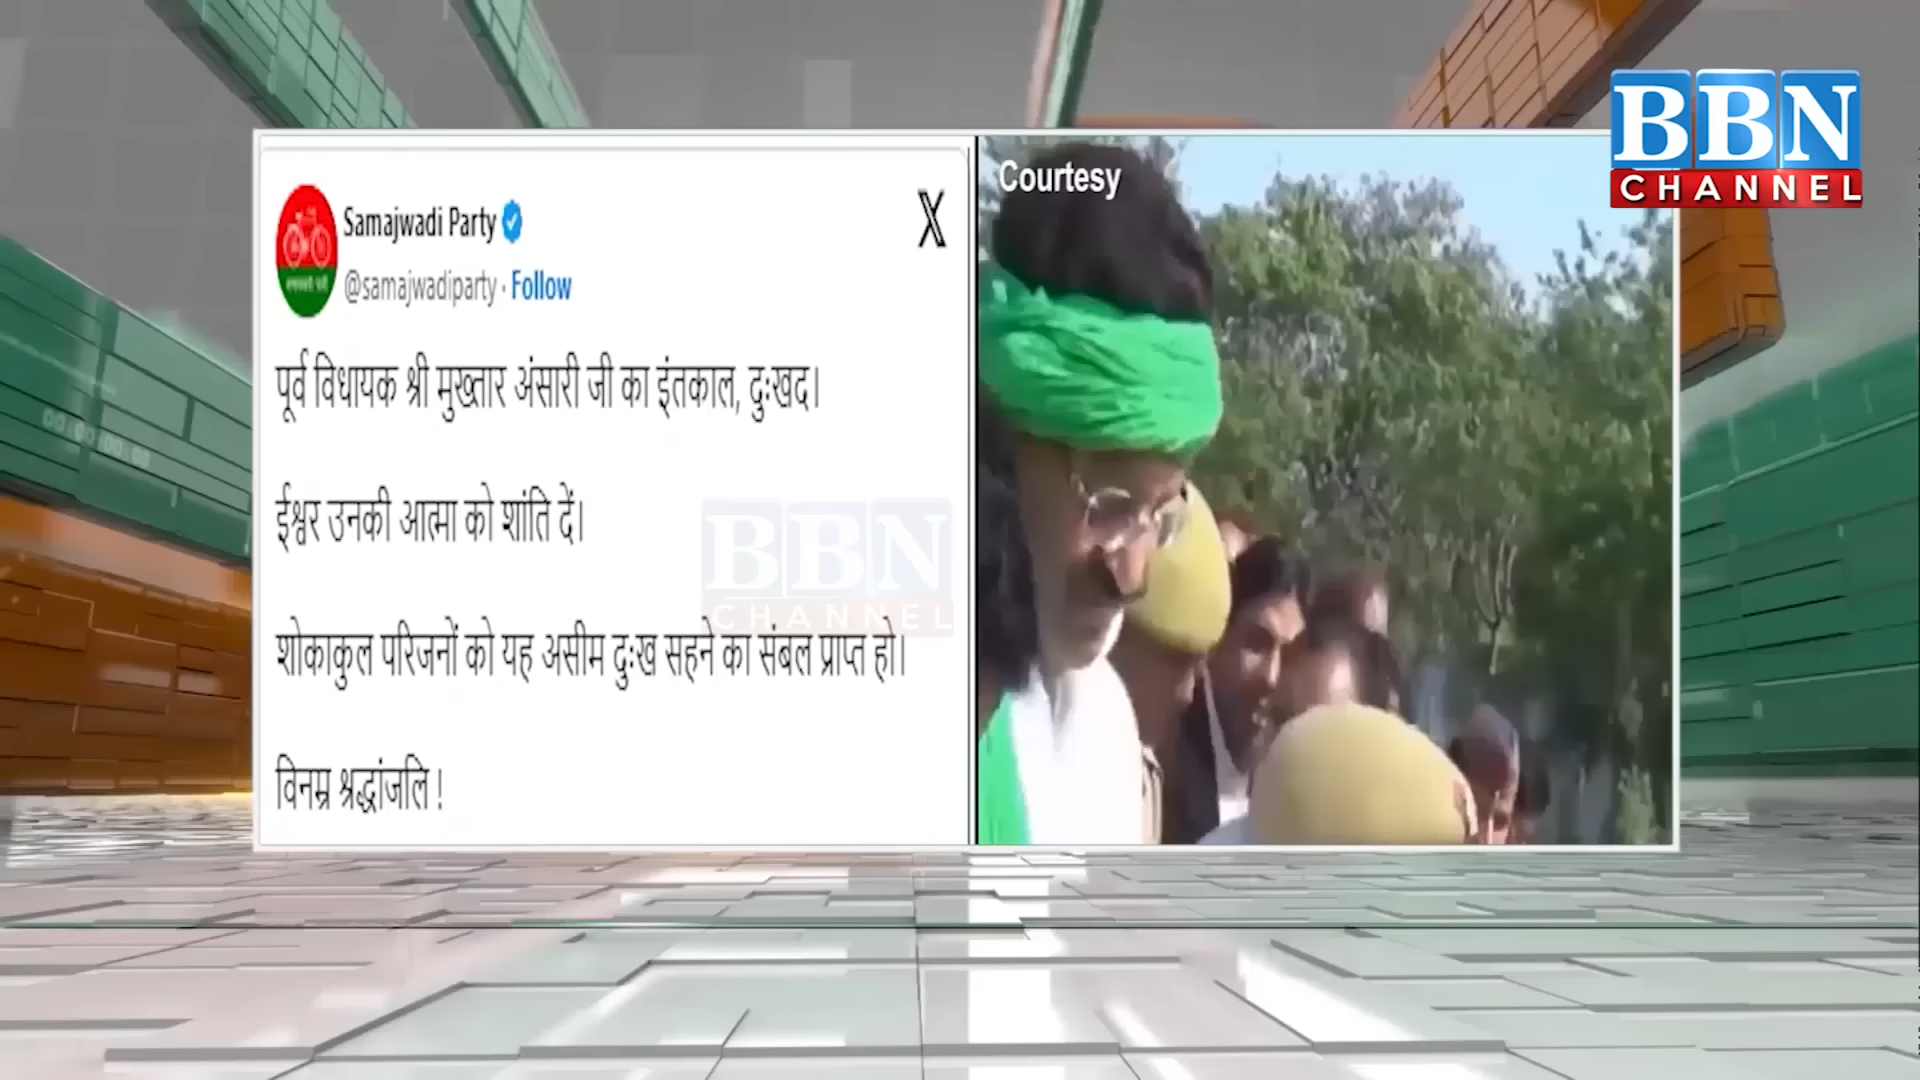 BBN
CHANNEL
Courtesy
Samajwadi Party
@samajwadiparty · Follow
X
पूर्व विधायक श्री मुख्तार अंसारी जी का इंतकाल, दुःखद।
ईश्वर उनकी आत्मा को शांति दें।
शोकाकुल परिजनों को यह असीम दुःख सहने का संबल प्राप्त हो।
विनम्र श्रद्धांजलि !
BBN
CHANNEL